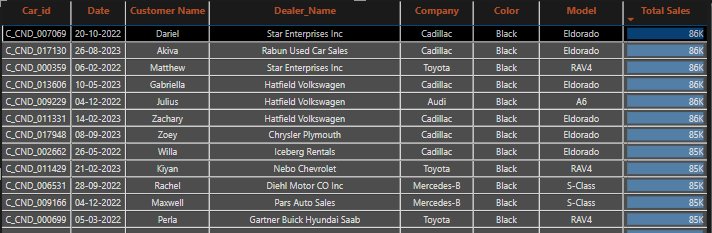 Car_id Date Customer Name Dealer_Name Company Color Model Total Sales
C_CND_007069 20-10-2022 Dariel Star Enterprises Inc Cadillac Black Eldorado 86K
C_CND_017130 26-08-2023 Akiva Rabun Used Car Sales Cadillac Black Eldorado 86K
C_CND_000359 06-02-2022 Matthew Star Enterprises Inc Toyota Black RAV4 86K
C_CND_013606 10-05-2023 Gabriella Hatfield Volkswagen Cadillac Black Eldorado 86K
C_CND_009229 04-12-2022 Julius Hatfield Volkswagen Audi Black A6 86K
C_CND_011331 14-02-2023 Zachary Hatfield Volkswagen Cadillac Black Eldorado 86K
C_CND_017948 08-09-2023 Zoey Chrysler Plymouth Cadillac Black Eldorado 85K
C_CND_002662 26-05-2022 Willa Iceberg Rentals Cadillac Black Eldorado 85K
C_CND_011429 21-02-2023 Kiyan Nebo Chevrolet Toyota Black RAV4 85K
C_CND_006531 28-09-2022 Rachel Diehl Motor CO Inc Mercedes-B Black S-Class 85K
C_CND_009166 04-12-2022 Maxwell Pars Auto Sales Mercedes-B Black S-Class 85K
C_CND_000699 05-03-2022 Perla Gartner Buick Hyundai Saab Toyota Black RAV4 85K